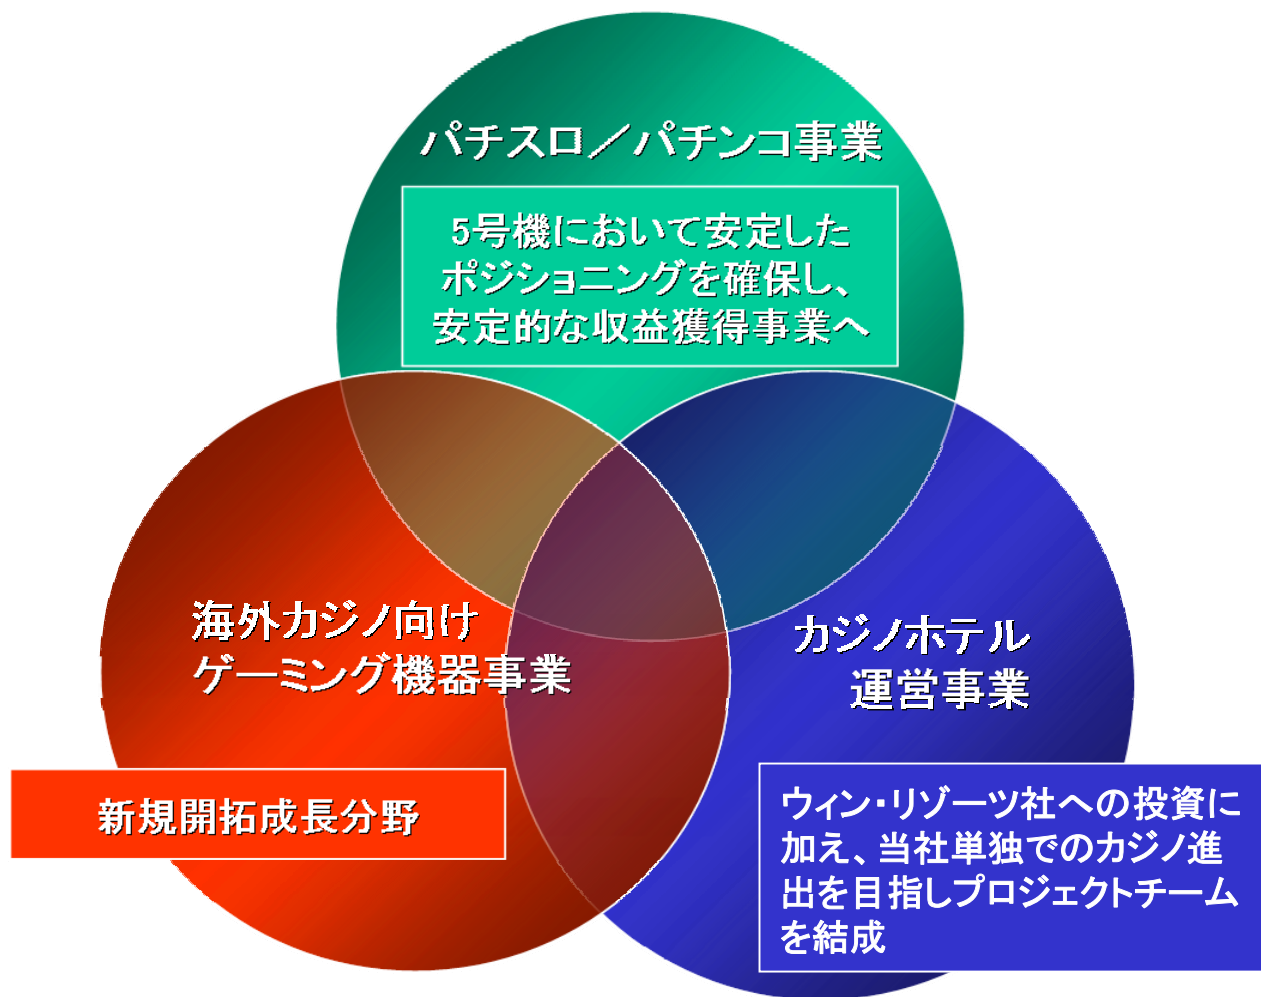 パチスロ／パチンコ事業
5号機において安定した
ポジショニングを確保し、
安定的な収益獲得事業へ
海外カジノ向け
ゲーミング機器事業
新規開拓成長分野
カジノホテル
運営事業
ウィン・リゾーツ社への投資に
加え、当社単独でのカジノ進
出を目指しプロジェクトチーム
を結成